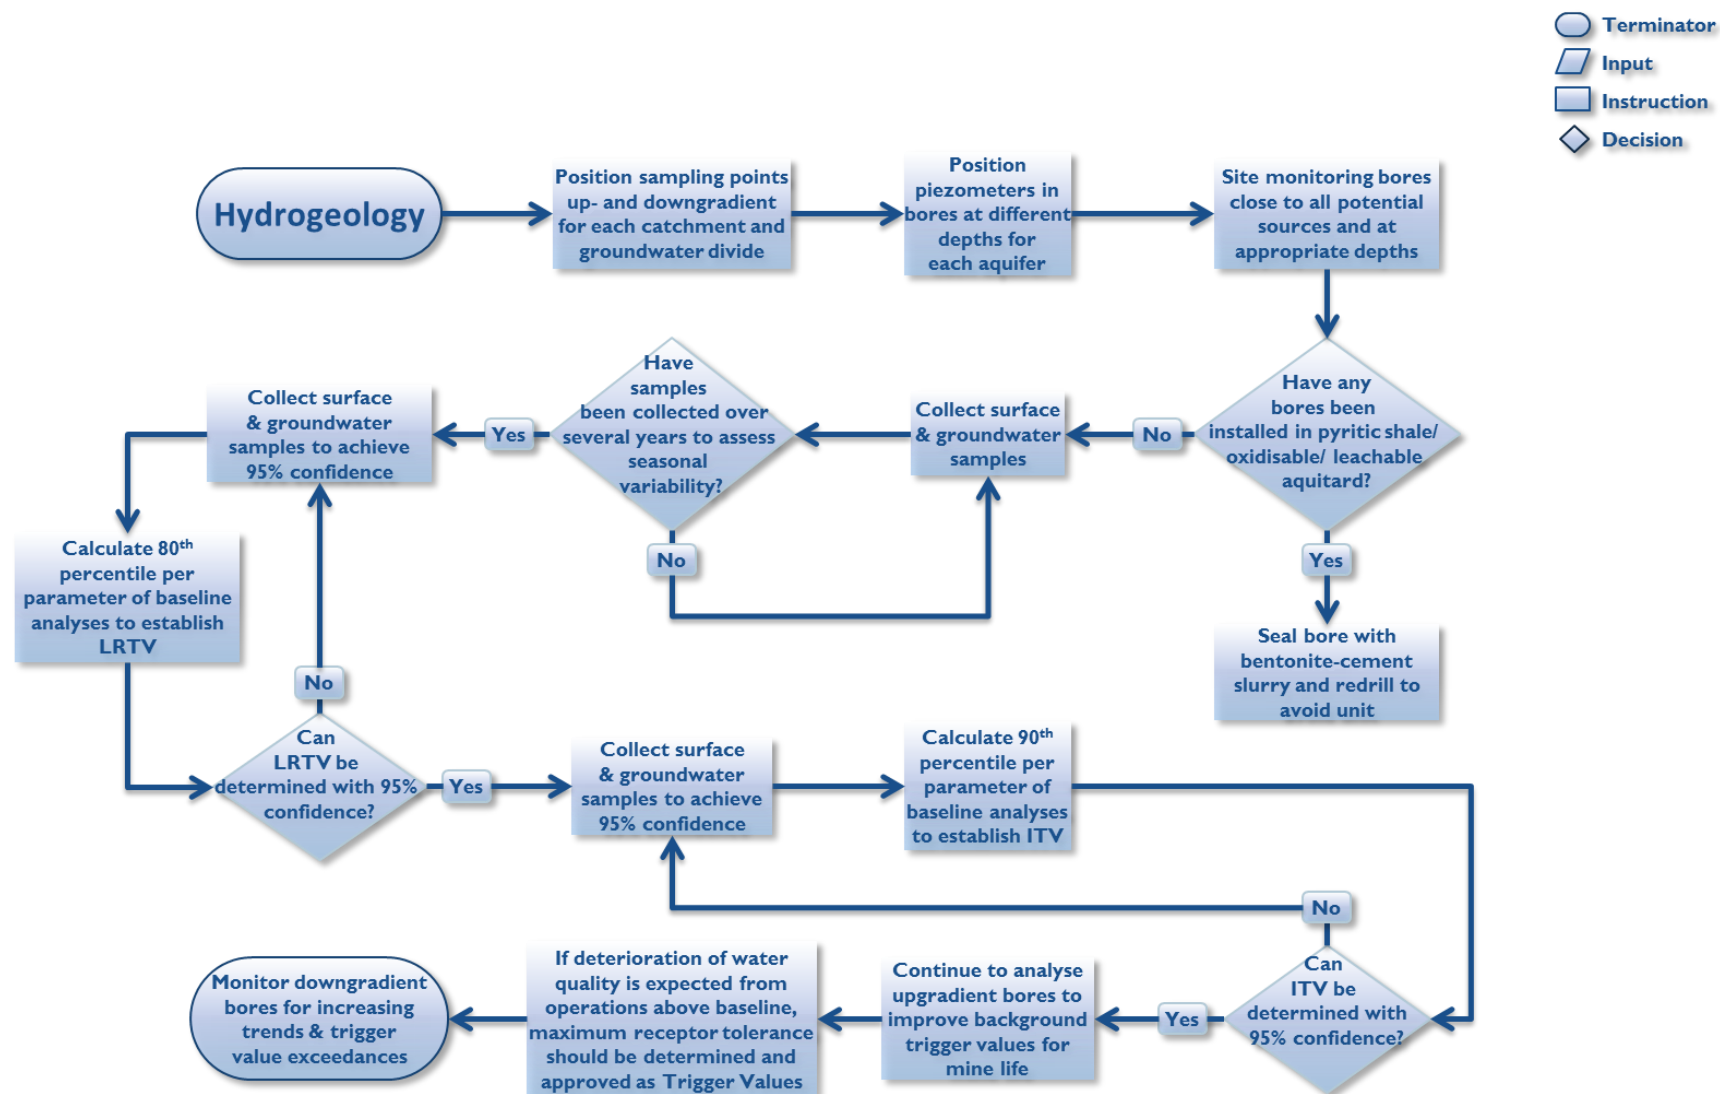 Terminator
Input
Instruction
Decision
Hydrogeology
Position sampling points
up- and downgradient
for each catchment and
groundwater divide
Position
piezometers in
bores at different
depths for
each aquifer
Site monitoring bores
close to all potential
sources and at
appropriate depths
Have any
bores been
installed in pyritic shale/
oxidisable/ leachable
aquitard?
No
Yes
Seal bore with
bentonite-cement
slurry and redrill to
avoid unit
Collect surface
& groundwater
samples
Have
samples
been collected over
several years to assess
seasonal
variability?
No
Yes
Collect surface
& groundwater
samples to achieve
95% confidence
Calculate 80th
percentile per
parameter of baseline
analyses to establish
LRTV
Can
LRTV be
determined with 95%
confidence?
No
Yes
Collect surface
& groundwater
samples to achieve
95% confidence
Calculate 90th
percentile per
parameter of
baseline analyses
to establish ITV
Can
ITV be
determined with
95% confidence?
No
Yes
Continue to analyse
upgradient bores to
improve background
trigger values for
mine life
If deterioration of water
quality is expected from
operations above baseline,
maximum receptor tolerance
should be determined and
approved as Trigger Values
Monitor downgradient
bores for increasing
trends & trigger
value exceedances